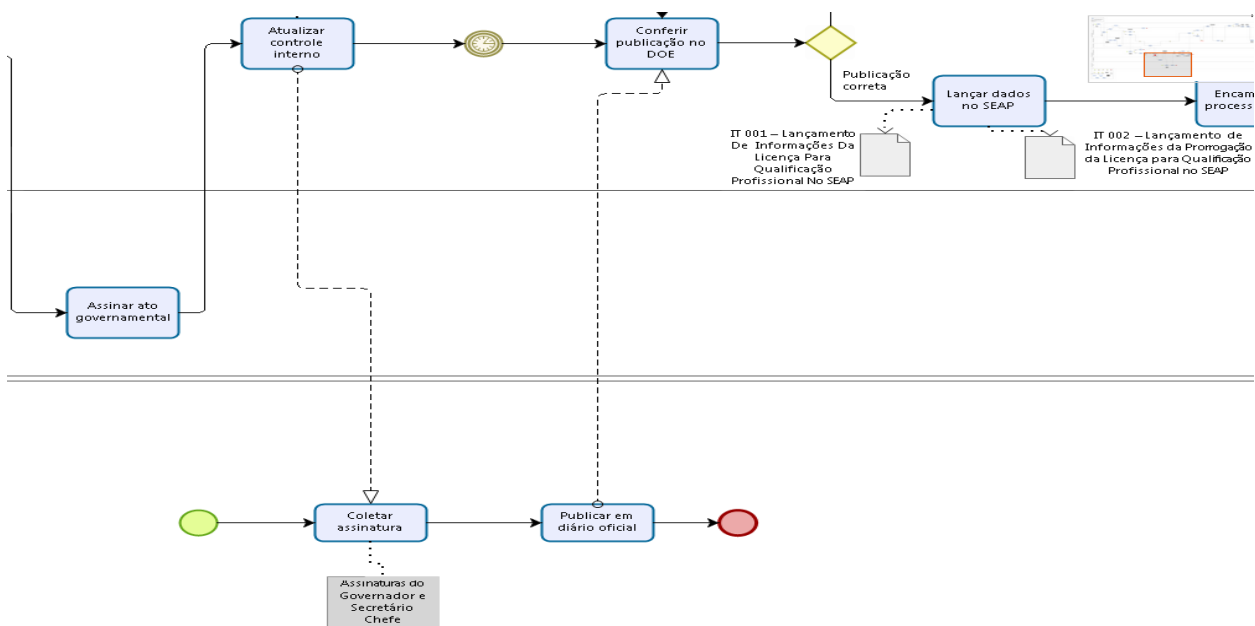 Atualizar
controle
interno
Conferir
publicação no
DOE
Publicação
correta
Lançar dados
no SEAP
Encam
process
IT 001 – Lançamento
De Informações Da
Licença Para
Qualificação
Profissional No SEAP
IT 002 – Lançamento de
Informações da Prorrogação
da Licença para Qualificação
Profissional no SEAP
Assinar ato
governamental
Coletar
assinatura
Publicar em
diário oficial
Assinaturas do
Governador e
Secretário
Chefe